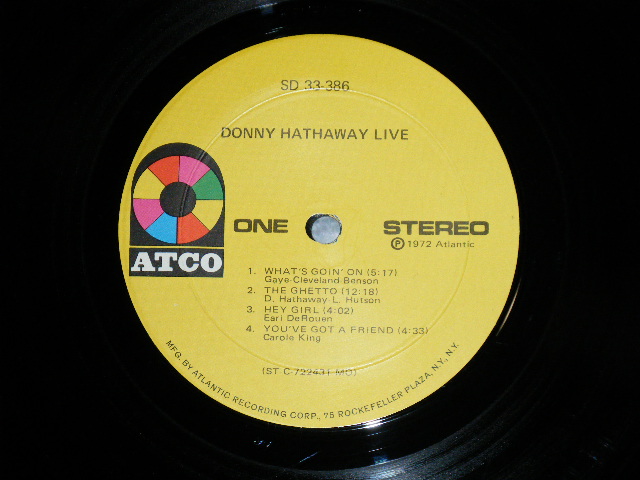 SD 33-386
DONNY HATHAWAY LIVE
ATCO
ONE
STEREO
Ⓟ 1972 Atlantic
1. WHAT'S GOIN' ON (5:17)
Gaye-Cleveland-Benson
2. THE GHETTO (12:18)
D. Hathaway-L. Hutson
3. HEY GIRL (4:02)
Earl DeRouen
4. YOU'VE GOT A FRIEND (4:33)
Carole King
(ST-C-722431 MO)
MFG. BY ATLANTIC RECORDING CORP., 75 ROCKEFELLER PLAZA, N.Y., N.Y.